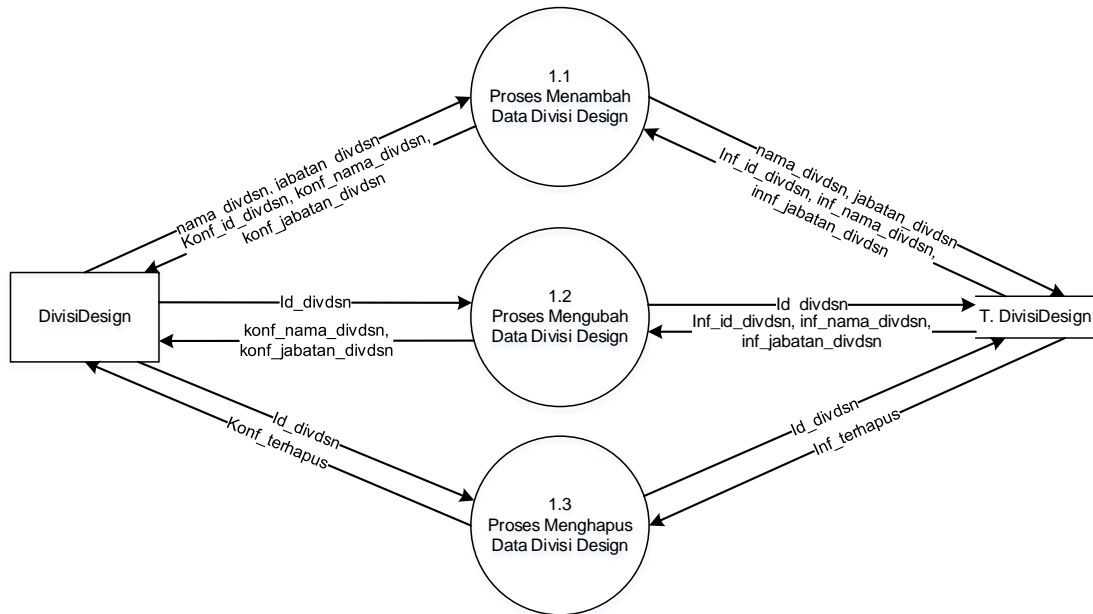 1.1
Proses Menambah
Data Divisi Design
nama_divdsn, jabatan_divdsn
Konf_id_divdsn, konf_nama_divdsn,
konf_jabatan_divdsn
nama_divdsn, jabatan_divdsn
Inf_id_divdsn, inf_nama_divdsn,
innf_jabatan_divdsn
DivisiDesign
Id_divdsn
konf_nama_divdsn,
konf_jabatan_divdsn
1.2
Proses Mengubah
Data Divisi Design
Id_divdsn
Inf_id_divdsn, inf_nama_divdsn,
inf_jabatan_divdsn
T. DivisiDesign
Id_divdsn
Konf_terhapus
1.3
Proses Menghapus
Data Divisi Design
Id_divdsn
Inf_terhapus